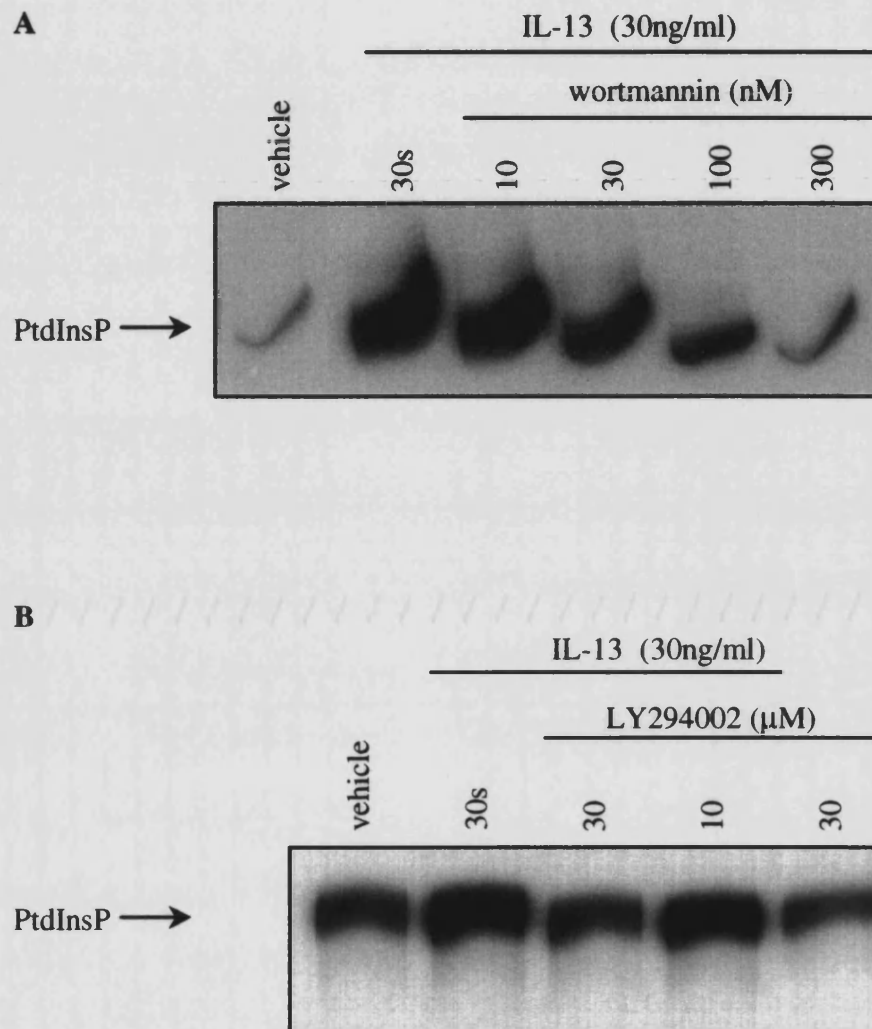 A
IL-13 (30ng/ml)
wortmannin (nM)
vehicle 30s 10 30 100 300
PtdInsP
B
IL-13 (30ng/ml)
LY294002 (µM)
vehicle 30s 30 10 30
PtdInsP